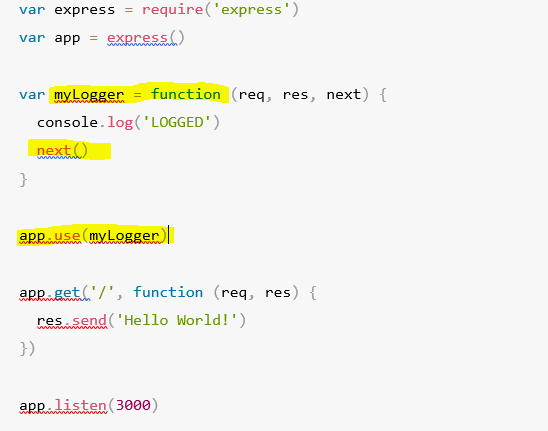 var express = require('express')
var app = express()
var myLogger = function (req, res, next) {
console.log('LOGGED')
next()
}
app.use(myLogger)
app.get('/', function (req, res) {
res.send('Hello World!')
})
app.listen(3000)